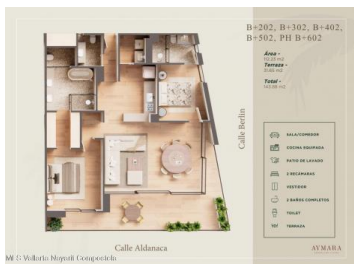 B+202, B+302, B+402,
B+502, PH B+602
Área -
Terraza -
Total -
Calle Berlin
SALA/COMEDOR
COCINA EQUIPADA
PATIO DE LAVADO
2 RECÁMARAS
VESTIDOR
2 BAÑOS COMPLETOS
TOILET
TERRAZA
Calle Aldanaca
AYMARA
Vallarta Nayarit Compostela